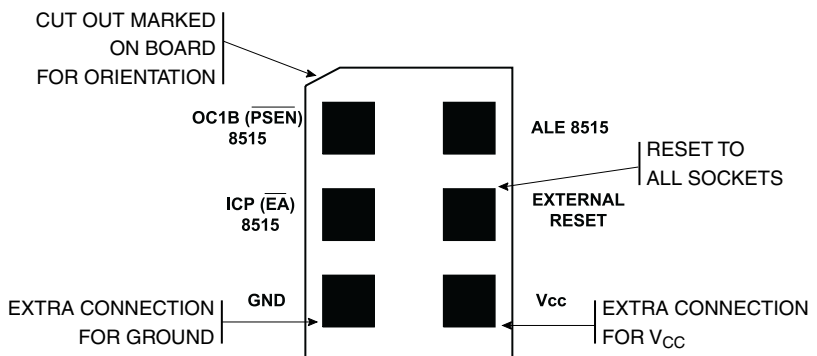 CUT OUT MARKED
ON BOARD
FOR ORIENTATION
OC1B (PSEN)
8515
ALE 8515
RESET TO
ALL SOCKETS
ICP (EA)
8515
EXTERNAL
RESET
EXTRA CONNECTION
FOR GROUND
GND
Vcc
EXTRA CONNECTION
FOR VCC